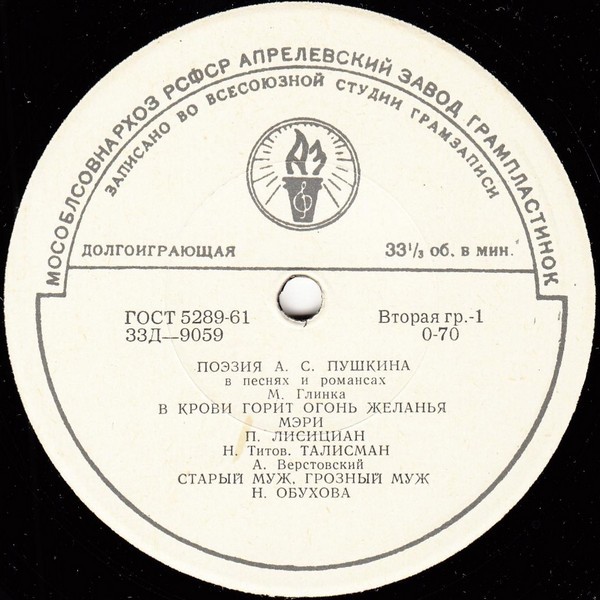 МОСОБЛСОВНАРХОЗ РСФСР АПРЕЛЕВСКИЙ ЗАВОД ГРАМПЛАСТИНОК
ЗАПИСАНО ВО ВСЕСОЮЗНОЙ СТУДИИ ГРАМЗАПИСИ
АЗ
ДОЛГОИГРАЮЩАЯ 33 1/3 об. в мин.
ГОСТ 5289-61 Вторая гр.-1
33Д—9059 0-70
ПОЭЗИЯ А. С. ПУШКИНА
в песнях и романсах
М. Глинка
В КРОВИ ГОРИТ ОГОНЬ ЖЕЛАНЬЯ
МЭРИ
П. ЛИСИЦИАН
Н. Титов. ТАЛИСМАН
А. Верстовский
СТАРЫЙ МУЖ, ГРОЗНЫЙ МУЖ
Н. ОБУХОВА